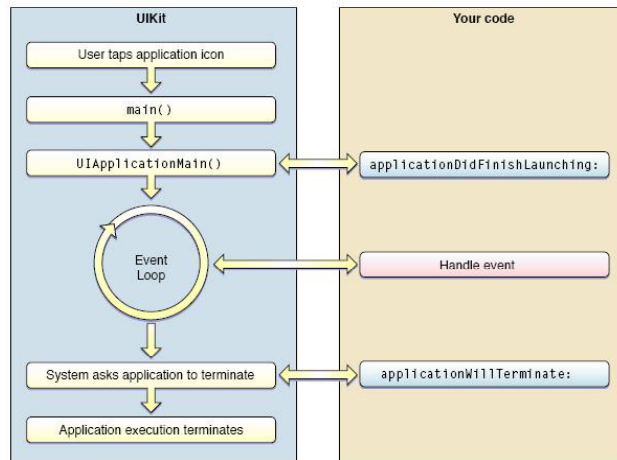 UIKit
Your code
User taps application icon
main()
UIApplicationMain()
applicationDidFinishLaunching:
Event
Loop
Handle event
System asks application to terminate
applicationWillTerminate:
Application execution terminates